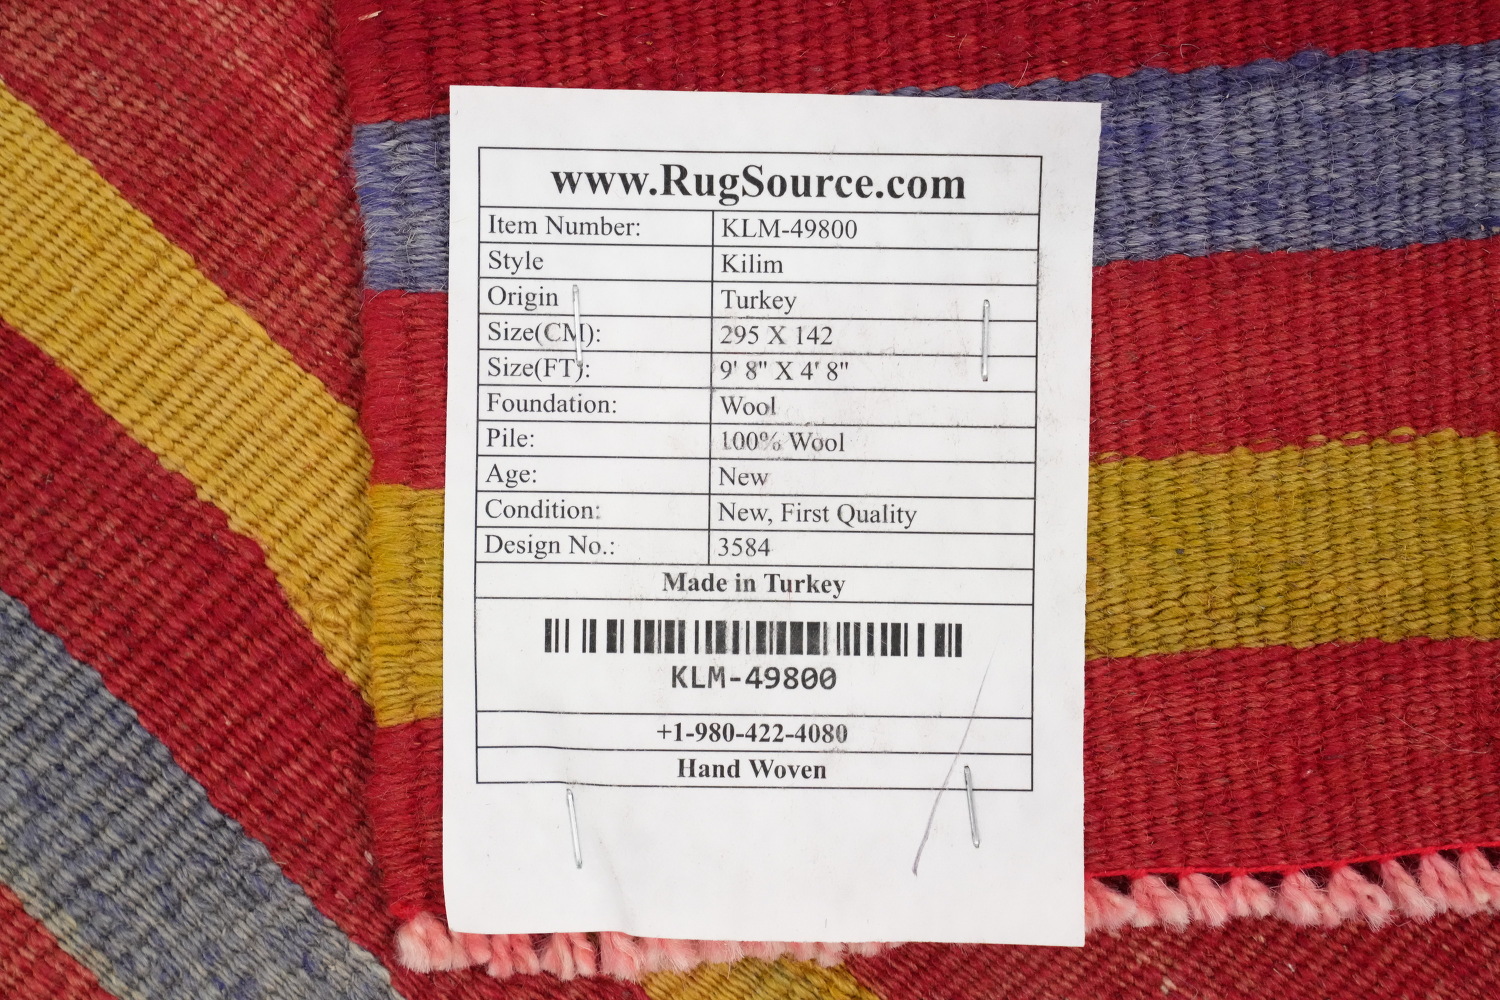 www.RugSource.com
Item Number: KLM-49800
Style Kilim
Origin Turkey
Size(CM): 295 X 142
Size(FT): 9' 8" X 4' 8"
Foundation: Wool
Pile: 100% Wool
Age: New
Condition: New, First Quality
Design No.: 3584
Made in Turkey
KLM-49800
+1-980-422-4080
Hand Woven